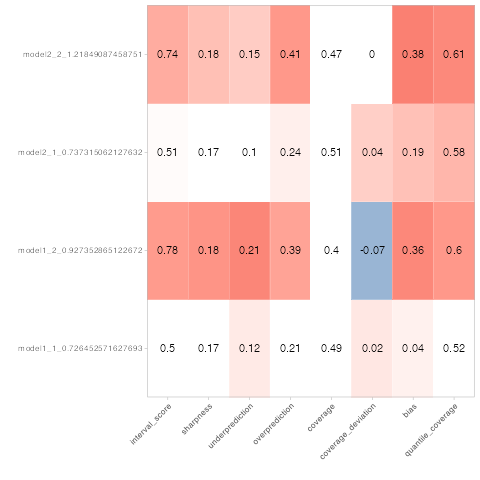 model2_2_1.21849087458751 0.74 0.18 0.15 0.41 0.47 0 0.38 0.61
model2_1_0.737315062127632 0.51 0.17 0.1 0.24 0.51 0.04 0.19 0.58
model1_2_0.927352865122672 0.78 0.18 0.21 0.39 0.4 -0.07 0.36 0.6
model1_1_0.726452571627693 0.5 0.17 0.12 0.21 0.49 0.02 0.04 0.52
interval_score sharpness underprediction overprediction coverage coverage_deviation bias quantile_coverage